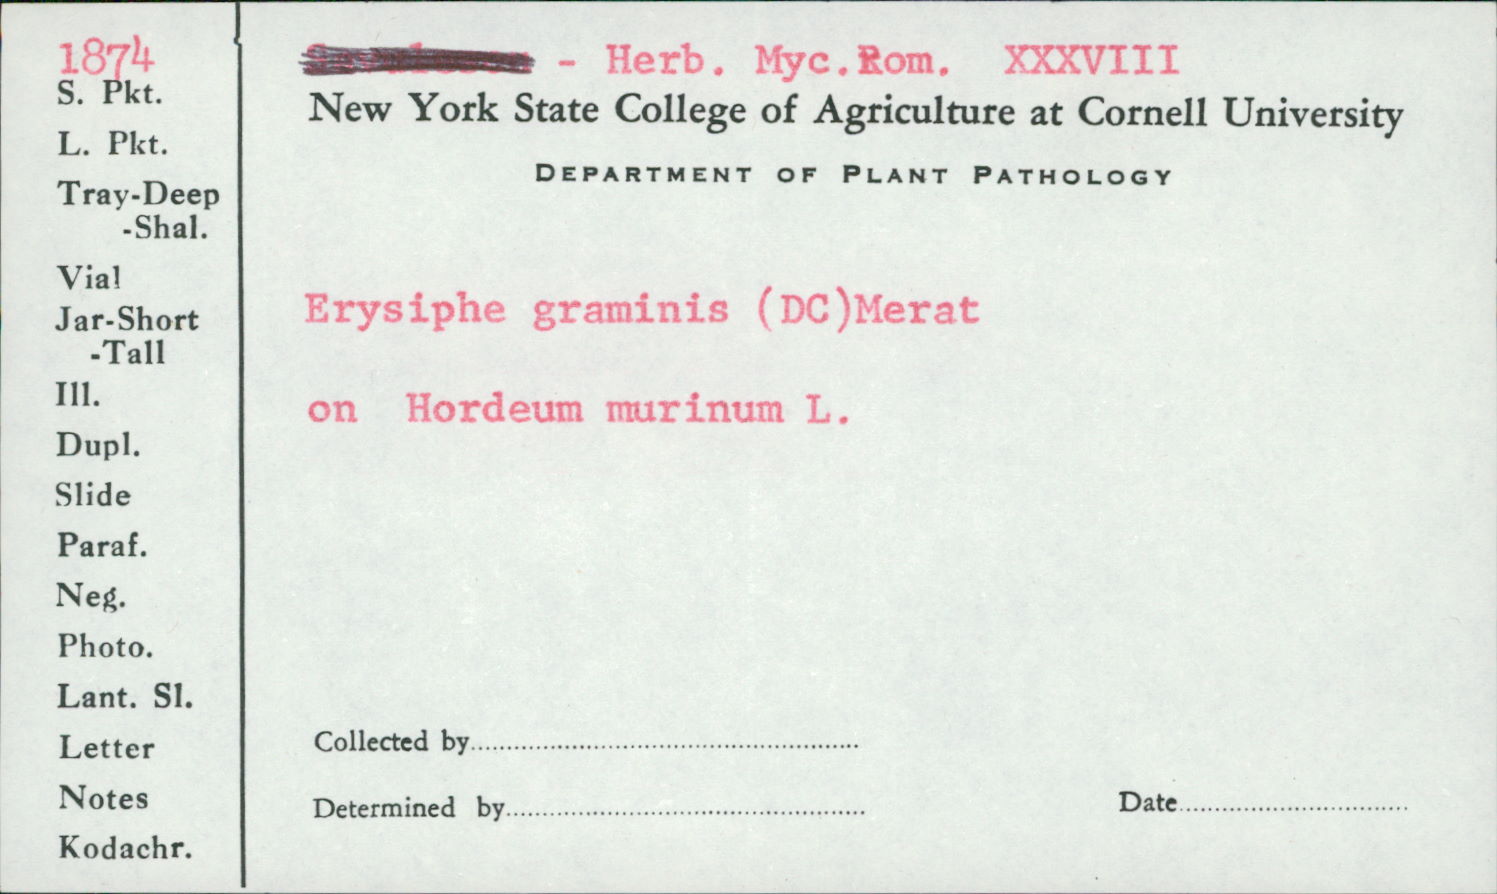 1874
S. Pkt.
L. Pkt.
Tray-Deep
-Shal.
Vial
Jar-Short
-Tall
Ill.
Dupl.
Slide
Paraf.
Neg.
Photo.
Lant. Sl.
Letter
Notes
Kodachr.
- Herb. Myc.Rom. XXXVIII
New York State College of Agriculture at Cornell University
DEPARTMENT OF PLANT PATHOLOGY
Erysiphe graminis (DC)Merat
on Hordeum murinum L.
Collected by
Determined by
Date